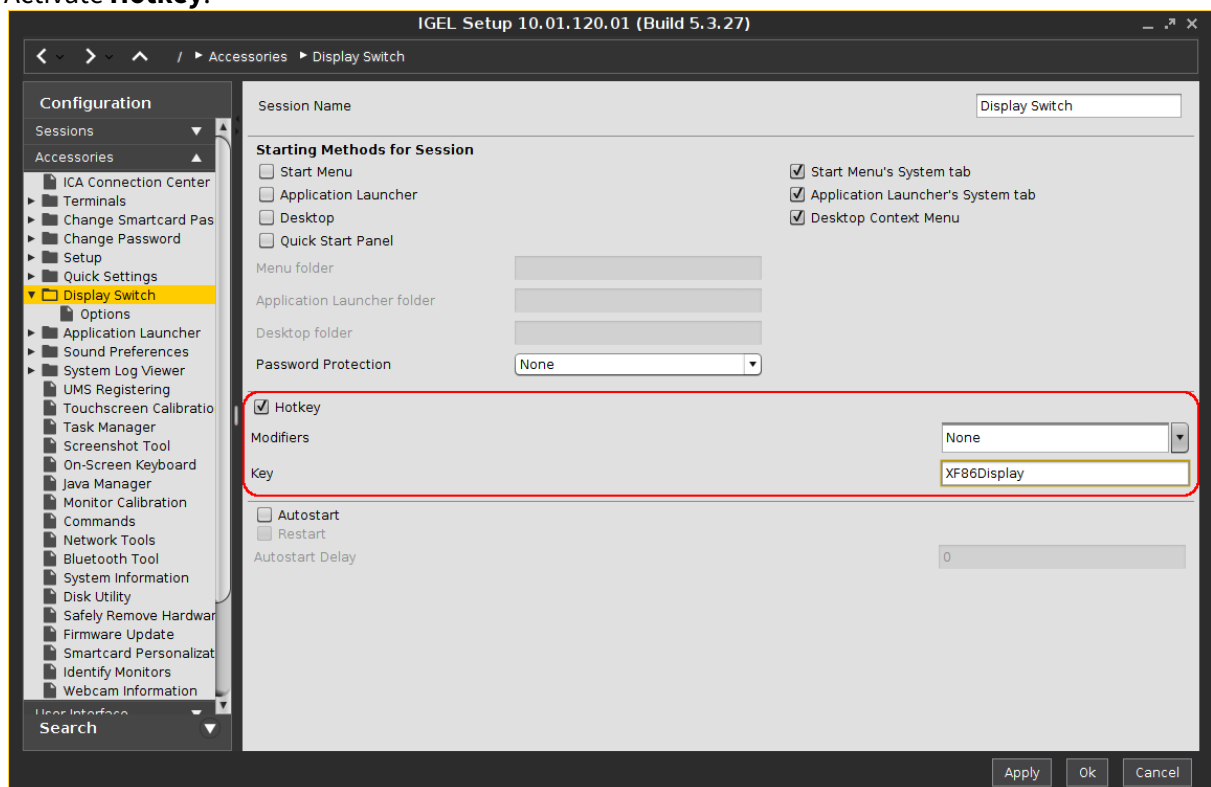 Activate Hotkey.
IGEL Setup 10.01.120.01 (Build 5.3.27)
/ Accessories Display Switch
Configuration
Sessions
Accessories
ICA Connection Center
Terminals
Change Smartcard Pas
Change Password
Setup
Quick Settings
Display Switch
Options
Application Launcher
Sound Preferences
System Log Viewer
UMS Registering
Touchscreen Calibratio
Task Manager
Screenshot Tool
On-Screen Keyboard
Java Manager
Monitor Calibration
Commands
Network Tools
Bluetooth Tool
System Information
Disk Utility
Safely Remove Hardwar
Firmware Update
Smartcard Personalizat
Identify Monitors
Webcam Information
User Interface
Search
Session Name Display Switch
Starting Methods for Session
Start Menu Start Menu's System tab
Application Launcher Application Launcher's System tab
Desktop Desktop Context Menu
Quick Start Panel
Menu folder
Application Launcher folder
Desktop folder
Password Protection None
Hotkey
Modifiers None
Key XF86Display
Autostart
Restart
Autostart Delay 0
Apply Ok Cancel